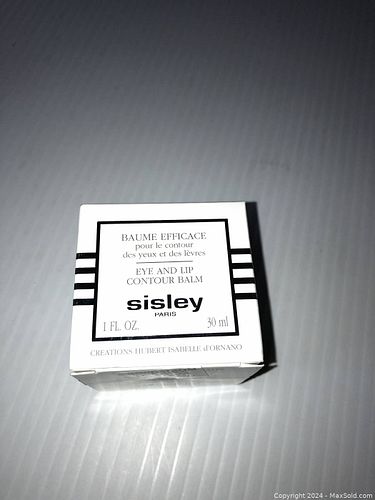 BAUME EFFICACE
pour le contour
des yeux et des lèvres
EYE AND LIP
CONTOUR BALM
sisley
PARIS
1 FL. OZ. 30 ml
CREATIONS HUBERT ISABELLE d'ORNANO
Copyright © 2024 - MaxSold.com